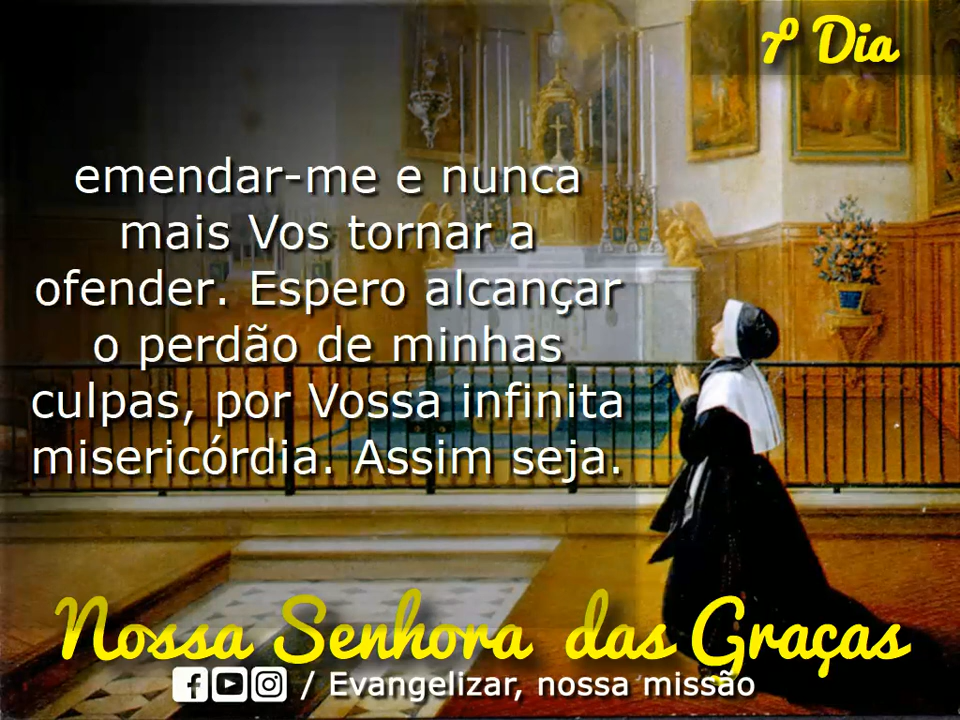 7º Dia
emendar-me e nunca
mais Vos tornar a
ofender. Espero alcançar
o perdão de minhas
culpas, por Vossa infinita
misericórdia. Assim seja.
Nossa Senhora das Graças
/ Evangelizar, nossa missão